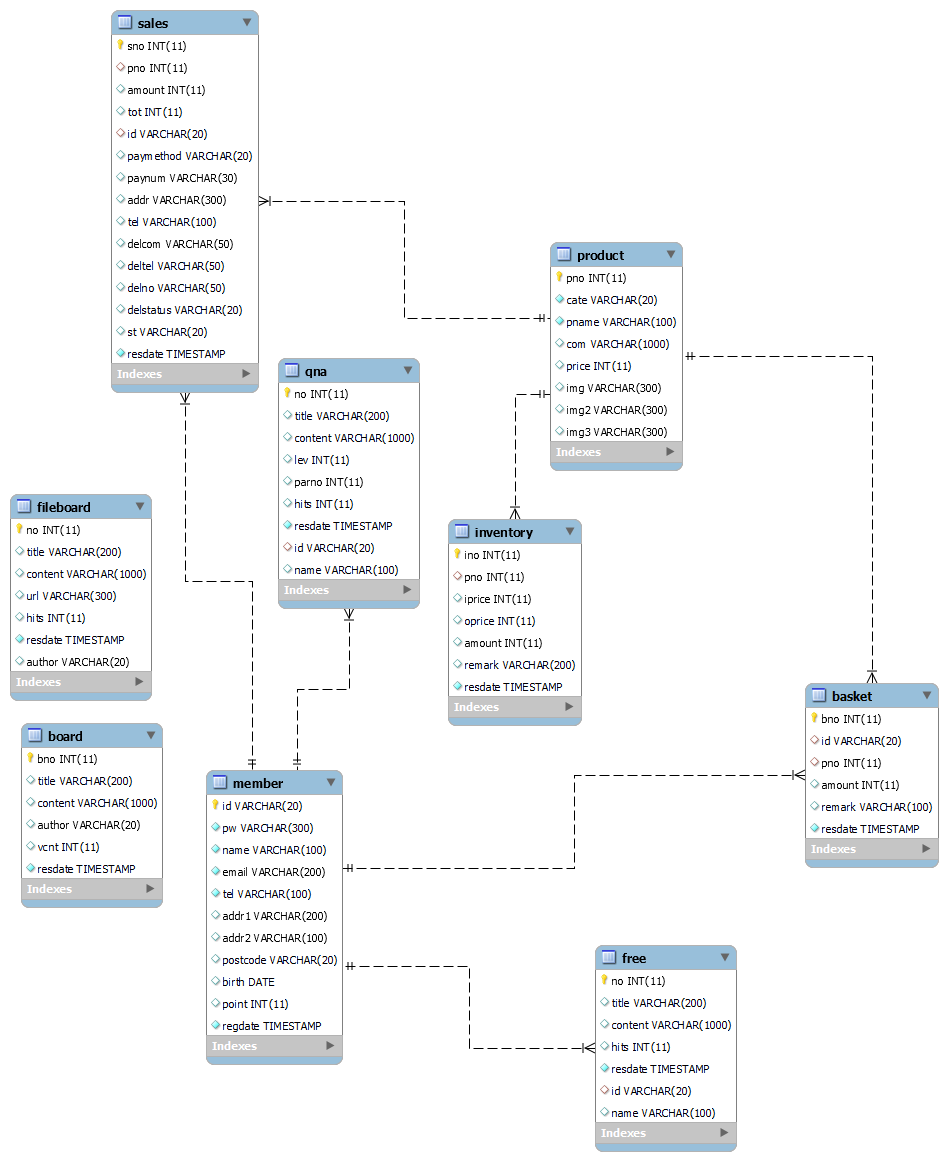 sales
sno INT(11)
pno INT(11)
amount INT(11)
tot INT(11)
id VARCHAR(20)
paymethod VARCHAR(20)
paynum VARCHAR(30)
addr VARCHAR(300)
tel VARCHAR(100)
delcom VARCHAR(50)
deltel VARCHAR(50)
delno VARCHAR(50)
delstatus VARCHAR(20)
st VARCHAR(20)
resdate TIMESTAMP
Indexes
product
pno INT(11)
cate VARCHAR(20)
pname VARCHAR(100)
com VARCHAR(1000)
price INT(11)
img VARCHAR(300)
img2 VARCHAR(300)
img3 VARCHAR(300)
Indexes
qna
no INT(11)
title VARCHAR(200)
content VARCHAR(1000)
lev INT(11)
parno INT(11)
hits INT(11)
resdate TIMESTAMP
id VARCHAR(20)
name VARCHAR(100)
Indexes
fileboard
no INT(11)
title VARCHAR(200)
content VARCHAR(1000)
url VARCHAR(300)
hits INT(11)
resdate TIMESTAMP
author VARCHAR(20)
Indexes
inventory
ino INT(11)
pno INT(11)
iprice INT(11)
oprice INT(11)
amount INT(11)
remark VARCHAR(200)
resdate TIMESTAMP
Indexes
basket
bno INT(11)
id VARCHAR(20)
pno INT(11)
amount INT(11)
remark VARCHAR(100)
resdate TIMESTAMP
Indexes
board
bno INT(11)
title VARCHAR(200)
content VARCHAR(1000)
author VARCHAR(20)
vcnt INT(11)
resdate TIMESTAMP
Indexes
member
id VARCHAR(20)
pw VARCHAR(300)
name VARCHAR(100)
email VARCHAR(200)
tel VARCHAR(100)
addr1 VARCHAR(200)
addr2 VARCHAR(100)
postcode VARCHAR(20)
birth DATE
point INT(11)
regdate TIMESTAMP
Indexes
free
no INT(11)
title VARCHAR(200)
content VARCHAR(1000)
hits INT(11)
resdate TIMESTAMP
id VARCHAR(20)
name VARCHAR(100)
Indexes